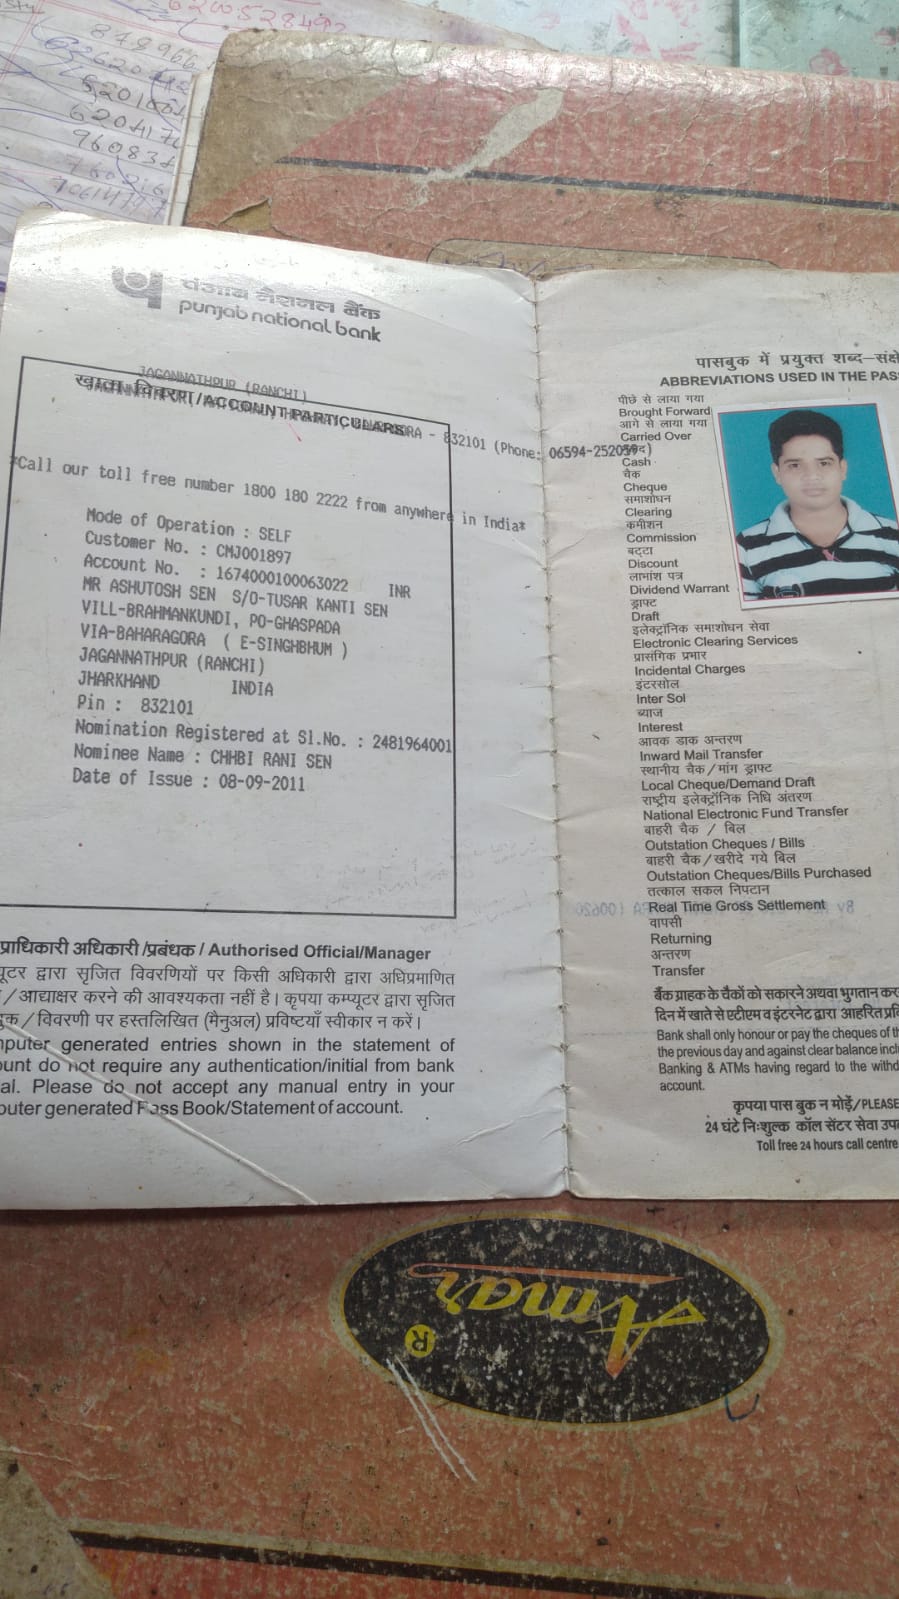 पंजाब नैशनल बैंक
punjab national bank
JAGANNATHPUR (RANCHI)
खाता विवरण/ACCOUNT PARTICULARS
832101 (Phone: 06594-252059)
*Call our toll free number 1800 180 2222 from anywhere in India*
Mode of Operation : SELF
Customer No. : CMJ001897
Account No. : 1674000100063022 INR
MR ASHUTOSH SEN S/O-TUSAR KANTI SEN
VILL-BRAHMANKUNDI, PO-GHASPADA
VIA-BAHARAGORA ( E-SINGHBHUM )
JAGANNATHPUR (RANCHI)
JHARKHAND INDIA
Pin : 832101
Nomination Registered at Sl.No. : 2481964001
Nominee Name : CHHBI RANI SEN
Date of Issue : 08-09-2011
प्राधिकारी अधिकारी/प्रबंधक / Authorised Official/Manager
द्वारा सृजित विवरणियों पर किसी अधिकारी द्वारा अधिप्रमाणित
/ आद्याक्षर करने की आवश्यकता नहीं है। कृपया कम्प्यूटर द्वारा सृजित
/ विवरणी पर हस्तलिखित (मैनुअल) प्रविष्टियाँ स्वीकार न करें।
mputer generated entries shown in the statement of
ount do not require any authentication/initial from bank
al. Please do not accept any manual entry in your
puter generated Pass Book/Statement of account.
पासबुक में प्रयुक्त शब्द-संक्षे
ABBREVIATIONS USED IN THE PAS
पीछे से लाया गया
Brought Forward
आगे से लाया गया
Carried Over
Cash
चैक
Cheque
समाशोधन
Clearing
कमीशन
Commission
बट्टा
Discount
लाभांश पत्र
Dividend Warrant
ड्राफ्ट
Draft
इलेक्ट्रॉनिक समाशोधन सेवा
Electronic Clearing Services
प्रासंगिक प्रभार
Incidental Charges
इंटरसोल
Inter Sol
ब्याज
Interest
आवक डाक अन्तरण
Inward Mail Transfer
स्थानीय चैक/मांग ड्राफ्ट
Local Cheque/Demand Draft
राष्ट्रीय इलेक्ट्रॉनिक निधि अंतरण
National Electronic Fund Transfer
बाहरी चैक / बिल
Outstation Cheques / Bills
बाहरी चैक/खरीदे गये बिल
Outstation Cheques/Bills Purchased
तत्काल सकल निपटान
Real Time Gross Settlement
वापसी
Returning
अन्तरण
Transfer
बैंक ग्राहक के चैकों को सकारने अथवा भुगतान कर
दिन में खाते से एटीएम व इंटरनेट द्वारा आहरित
Bank shall only honour or pay the cheques of th
the previous day and against clear balance incl
Banking & ATMs having regard to the withd
account.
कृपया पास बुक न मोड़ें/PLEASE
24 घंटे निःशुल्क कॉल सेंटर सेवा उप
Toll free 24 hours call centre
Amar
R